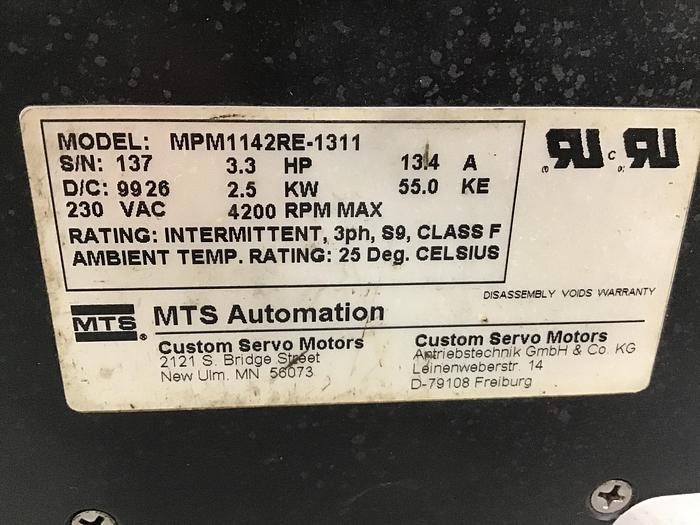 MODEL: MPM1142RE-1311
S/N: 137 3.3 HP 13.4 A
D/C: 9926 2.5 KW 55.0 KE
230 VAC 4200 RPM MAX
RATING: INTERMITTENT, 3ph, S9, CLASS F
AMBIENT TEMP. RATING: 25 Deg. CELSIUS
DISASSEMBLY VOIDS WARRANTY
MTS® MTS Automation
Custom Servo Motors
2121 S. Bridge Street
New Ulm. MN 56073
Custom Servo Motors
Antriebstechnik GmbH & Co. KG
Leinenweberstr. 14
D-79108 Freiburg